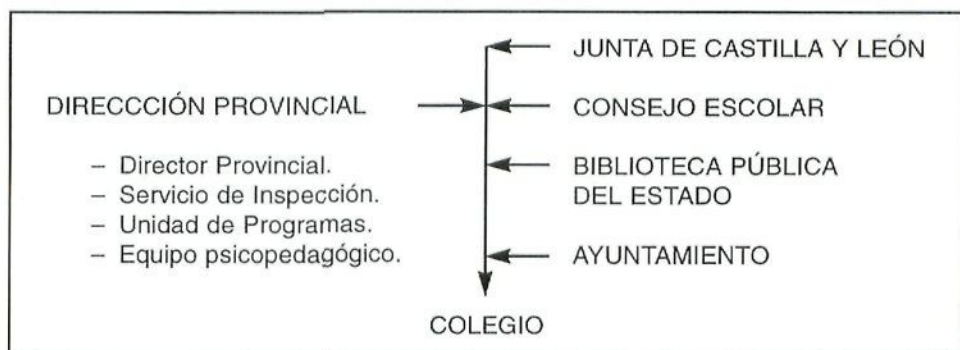 JUNTA DE CASTILLA Y LEÓN
DIRECCCIÓN PROVINCIAL
CONSEJO ESCOLAR
– Director Provincial.
– Servicio de Inspección.
– Unidad de Programas.
– Equipo psicopedagógico.
BIBLIOTECA PÚBLICA
DEL ESTADO
AYUNTAMIENTO
COLEGIO